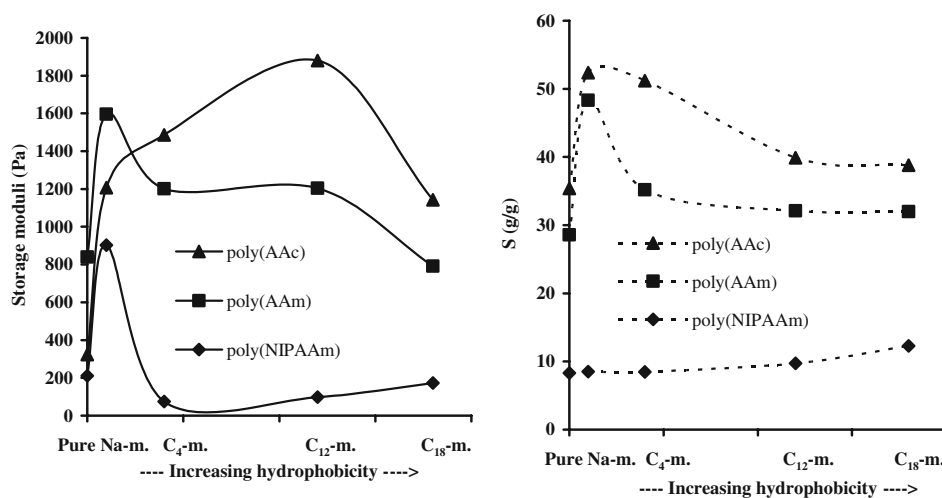 2000
1800
1600
1400
1200
1000
800
600
400
200
0
Storage moduli (Pa)
poly(AAc)
poly(AAm)
poly(NIPAAm)
Pure Na-m. C₄-m. C₁₂-m. C₁₈-m.
---- Increasing hydrophobicity ---->
60
50
40
30
20
10
0
S (g/g)
poly(AAc)
poly(AAm)
poly(NIPAAm)
Pure Na-m. C₄-m. C₁₂-m. C₁₈-m.
---- Increasing hydrophobicity ---->